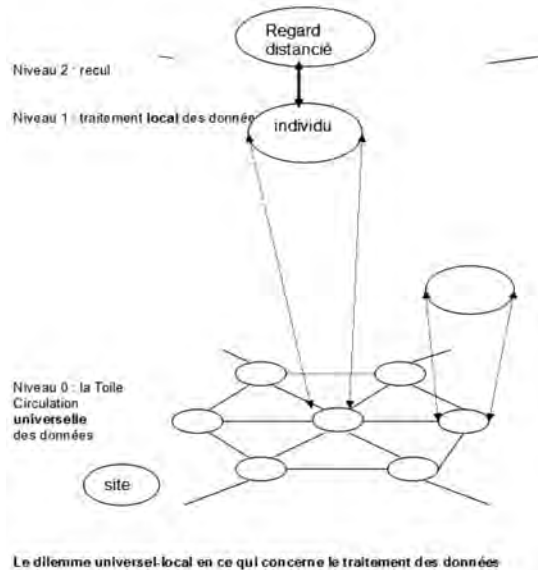 Regard
distancié
Niveau 2 : recul
Niveau 1 : traitement local des donnée
individu
Niveau 0 : la Toile
Circulation
universelle
des données
site
Le dilemme universel-local en ce qui concerne le traitement des données